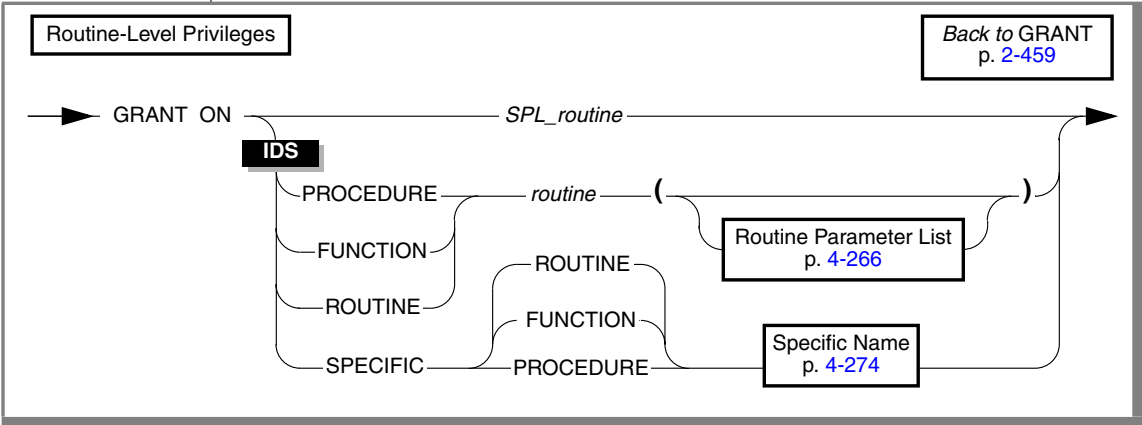 Routine-Level Privileges
Back to GRANT
p. 2-459
GRANT ON
SPL_routine
IDS
PROCEDURE
routine
(
)
FUNCTION
Routine Parameter List
p. 4-266
ROUTINE
ROUTINE
FUNCTION
SPECIFIC
PROCEDURE
Specific Name
p. 4-274